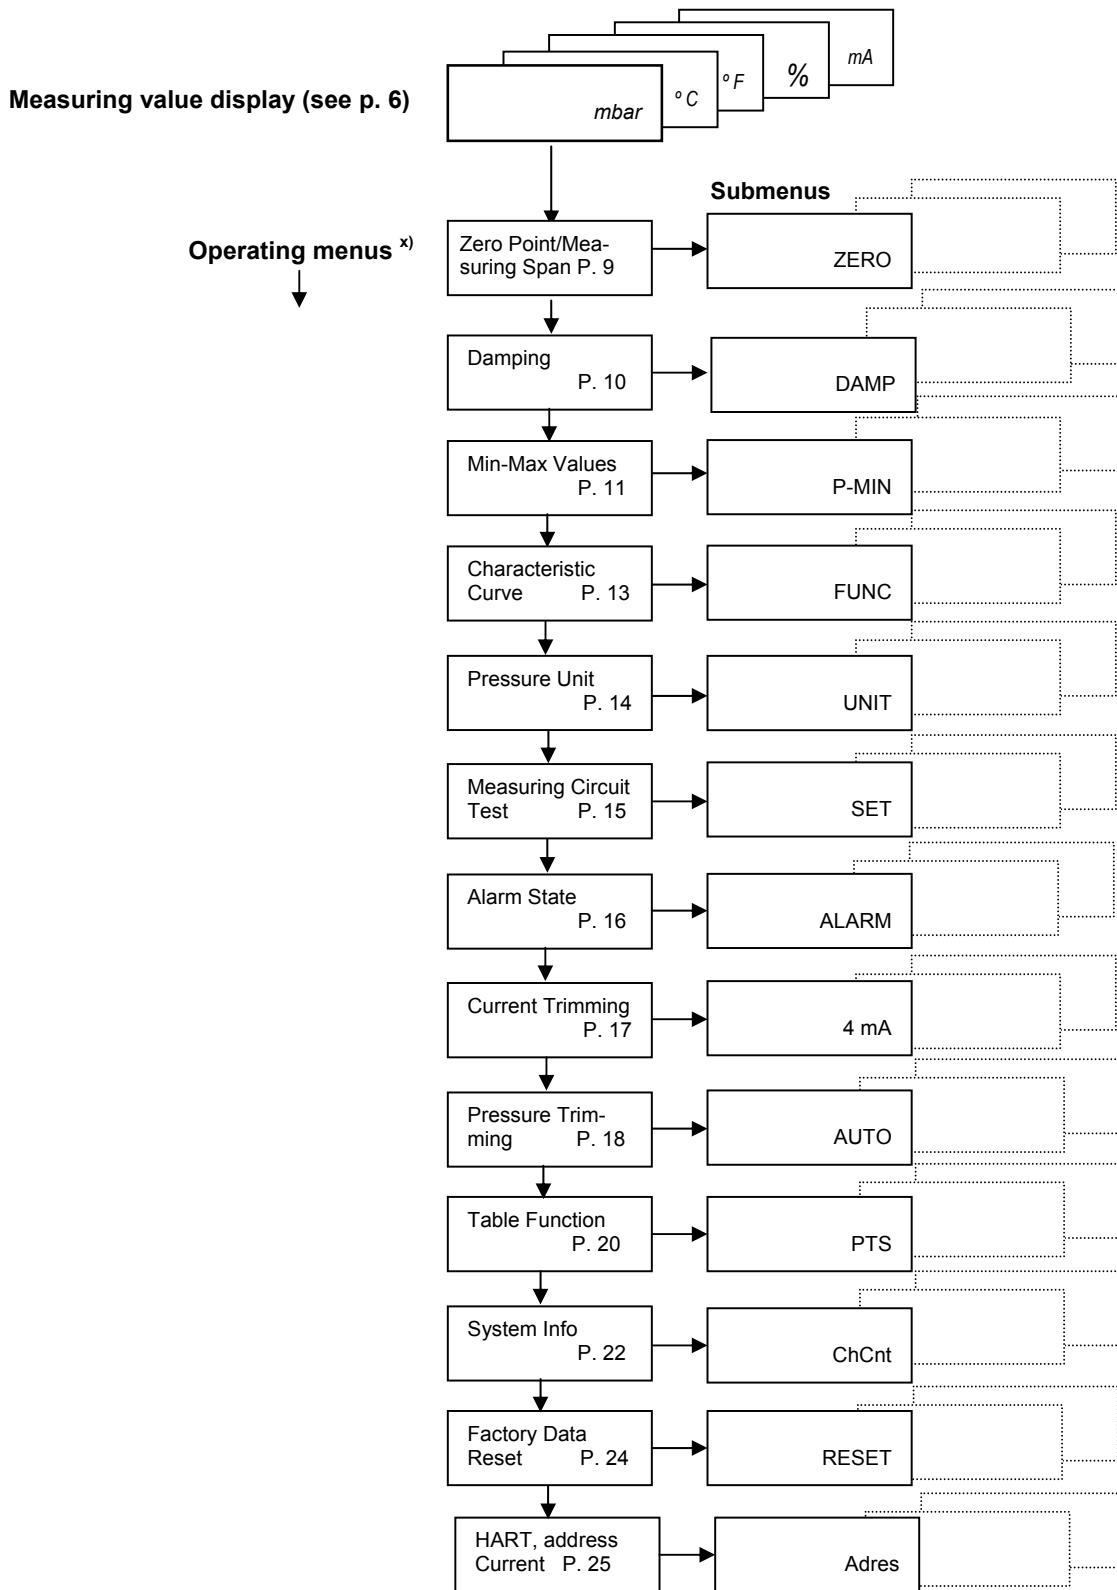 mA
%
º F
º C
mbar
Measuring value display (see p. 6)
Submenus
Operating menus x)
Zero Point/Mea-
suring Span P. 9
ZERO
Damping
P. 10
DAMP
Min-Max Values
P. 11
P-MIN
Characteristic
Curve P. 13
FUNC
Pressure Unit
P. 14
UNIT
Measuring Circuit
Test P. 15
SET
Alarm State
P. 16
ALARM
Current Trimming
P. 17
4 mA
Pressure Trim-
ming P. 18
AUTO
Table Function
P. 20
PTS
System Info
P. 22
ChCnt
Factory Data
Reset P. 24
RESET
HART, address
Current P. 25
Adres